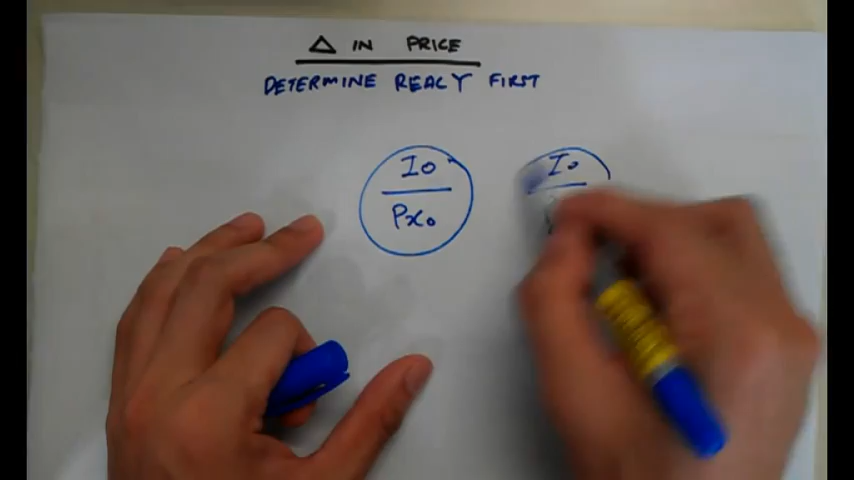 Δ IN PRICE
DETERMINE REALY FIRST
I0
Px0
I0